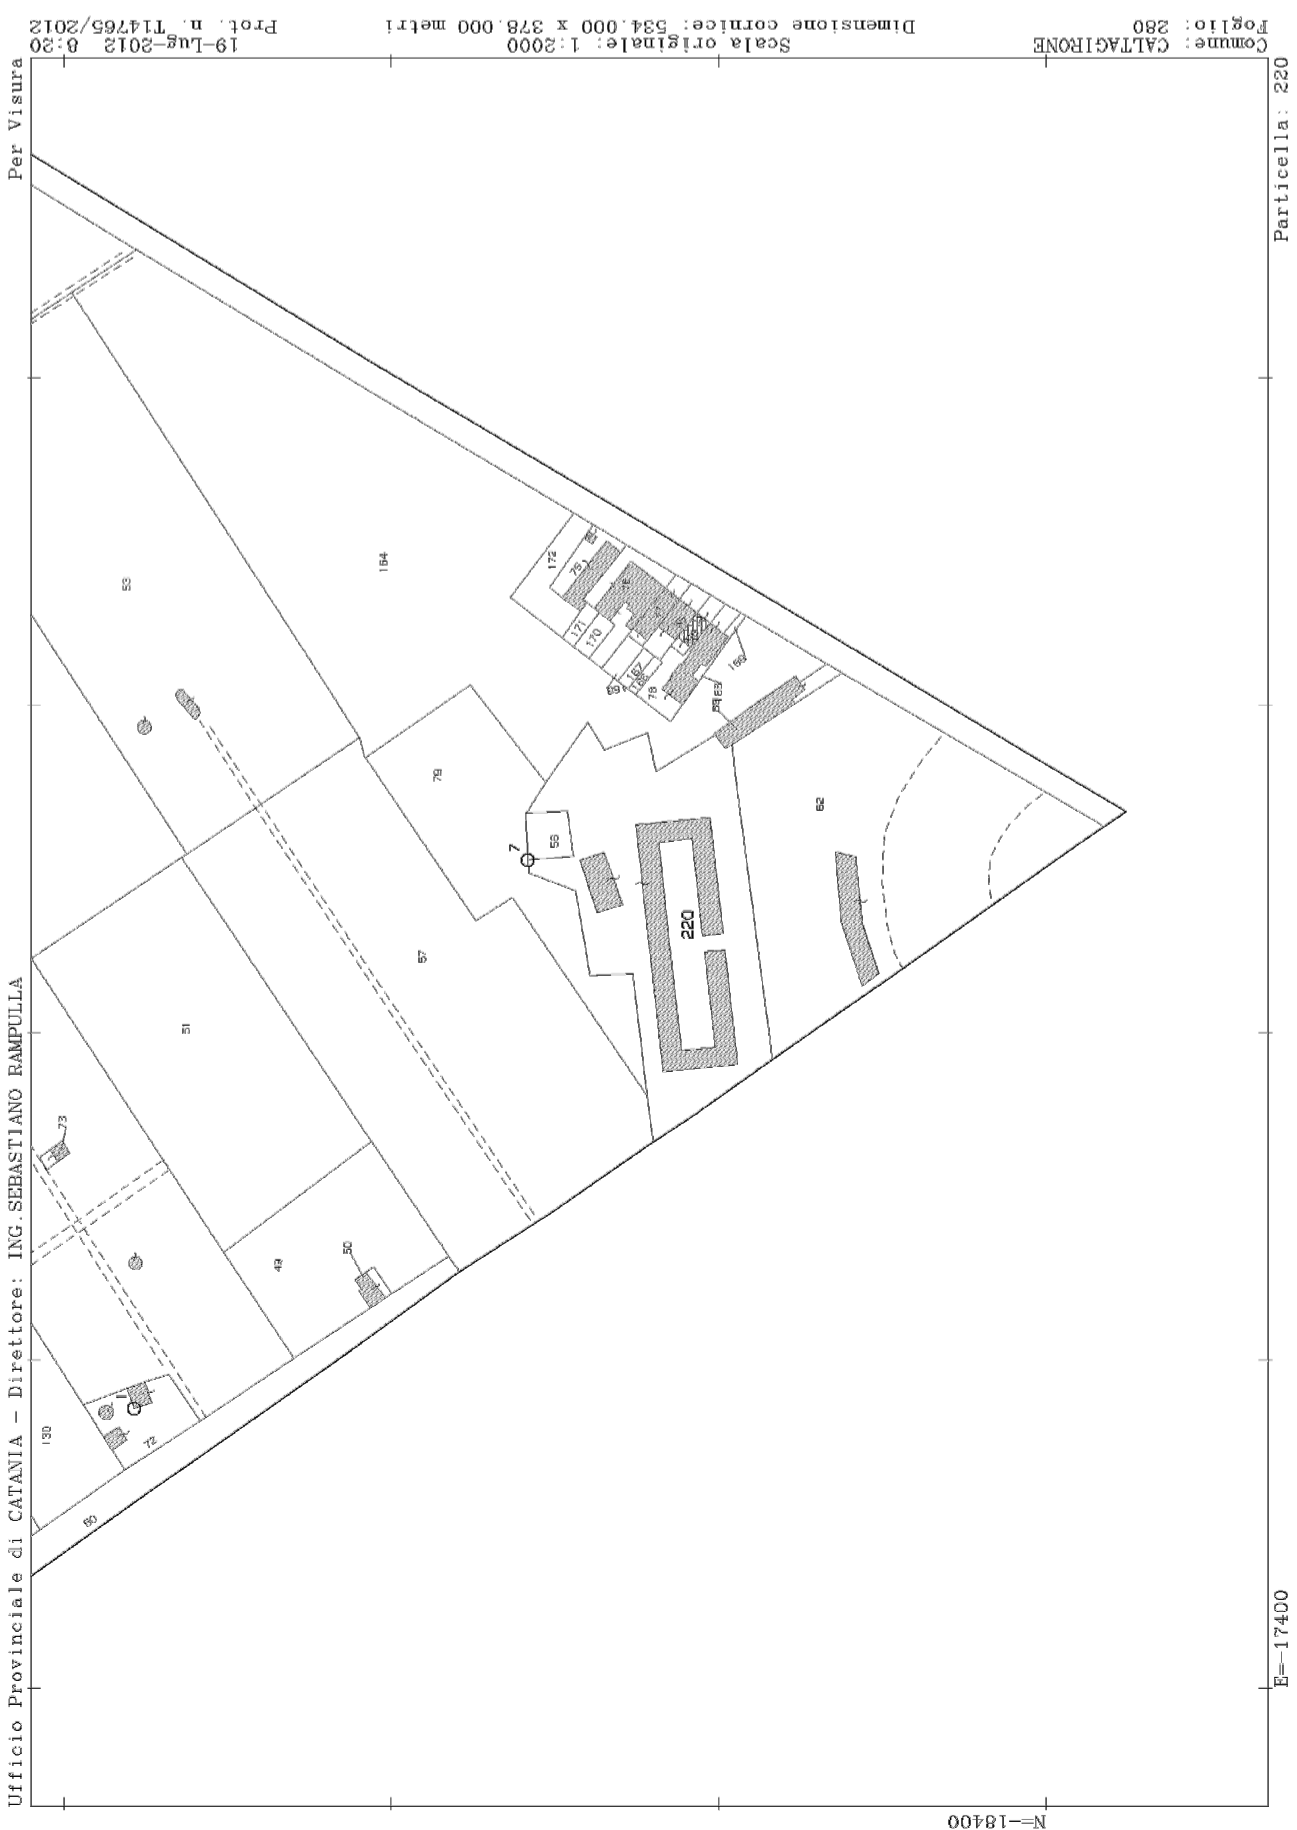 Ufficio Provinciale di CATANIA - Direttore: ING. SEBASTIANO RAMPULLA
Per Visura
N=-18400
E=-17400
Particella: 220
Comune: CALTAGIRONE
Foglio: 280
Scala originale: 1:2000
Dimensione cornice: 534.000 x 378.000 metri
19-Lug-2012 8:20
Prot. n. T14765/2012
53
164
172
75
171
170
167
78
79
7
56
220
62
57
51
73
49
50
1
72
130